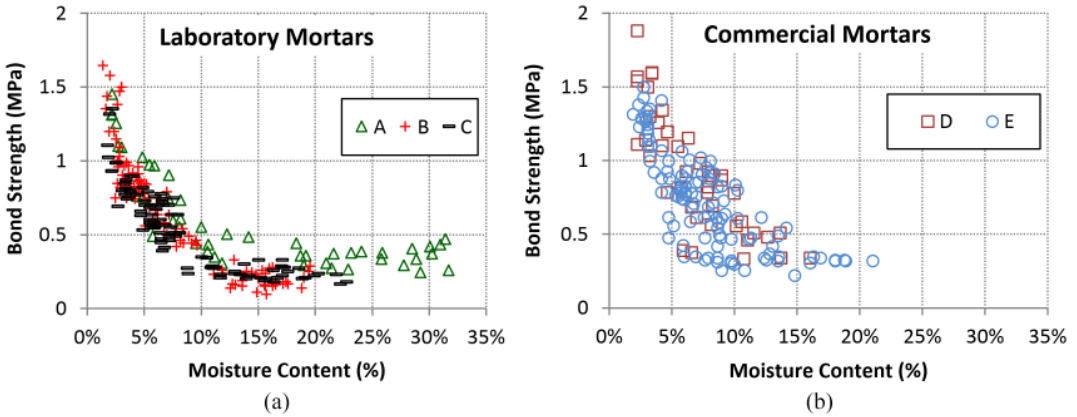 Laboratory Mortars
Bond Strength (MPa)
2
1.5
1
0.5
0
A B C
0% 5% 10% 15% 20% 25% 30% 35%
Moisture Content (%)
(a)
Commercial Mortars
Bond Strength (MPa)
2
1.5
1
0.5
0
D E
0% 5% 10% 15% 20% 25% 30% 35%
Moisture Content (%)
(b)